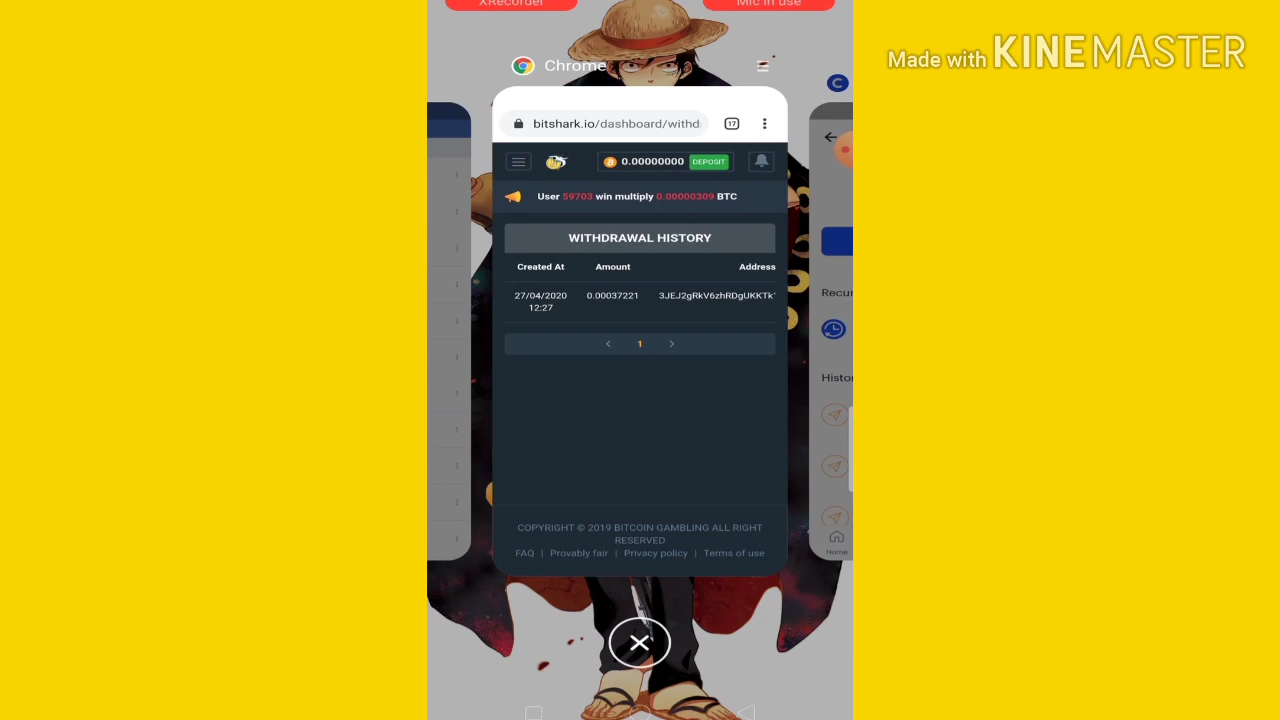 XRecorder
Mic in use
Made with KINEMASTER
Chrome
C
bitshark.io/dashboard/withd
17
0.00000000 DEPOSIT
User 59703 win multiply 0.00000309 BTC
WITHDRAWAL HISTORY
Created At Amount Address
27/04/2020 0.00037221 3JEJ2gRkV6zhRDgUKKTk
12:27
1
COPYRIGHT © 2019 BITCOIN GAMBLING ALL RIGHT
RESERVED
FAQ | Provably fair | Privacy policy | Terms of use
Recur
Histor
Home